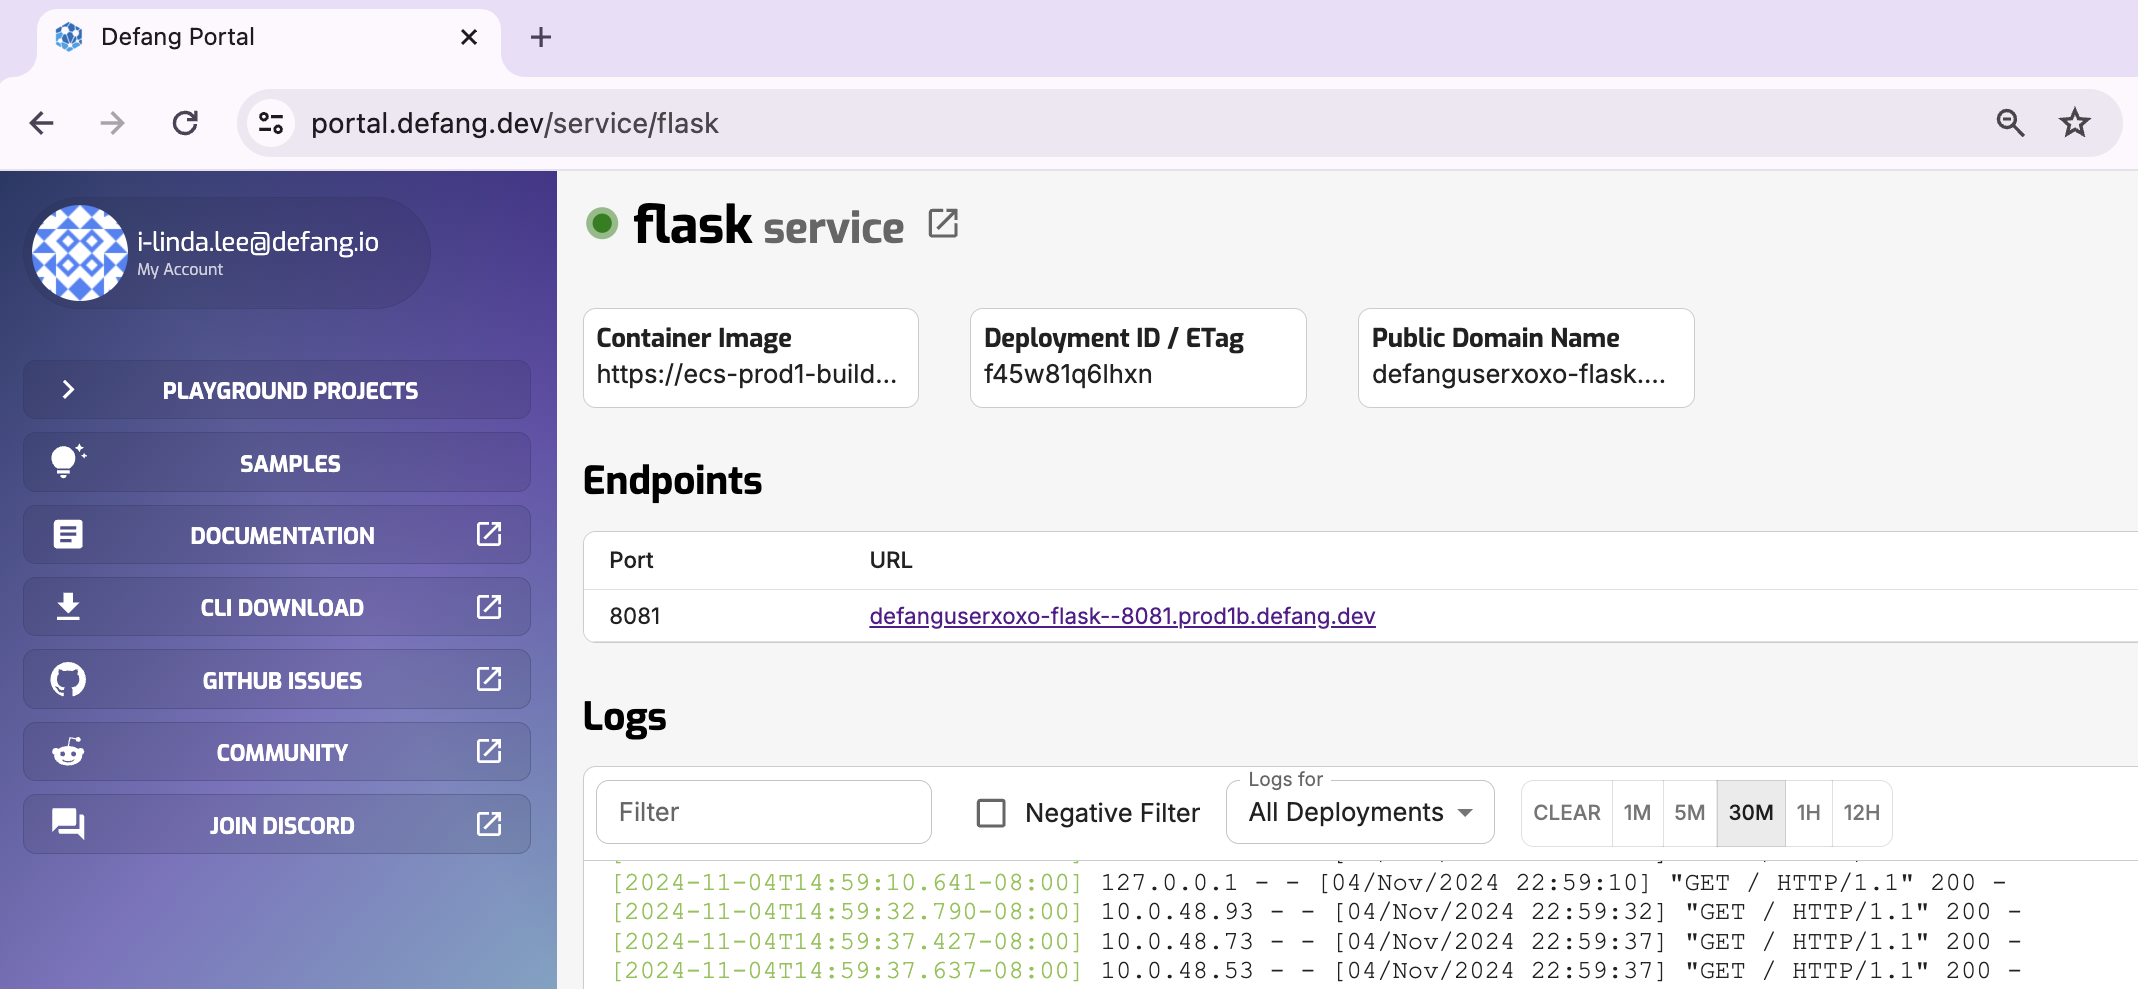 Defang Portal
portal.defang.dev/service/flask
i-linda.lee@defang.io
My Account
PLAYGROUND PROJECTS
SAMPLES
DOCUMENTATION
CLI DOWNLOAD
GITHUB ISSUES
COMMUNITY
JOIN DISCORD
flask service
Container Image
https://ecs-prod1-build...
Deployment ID / ETag
f45w81q6lhxn
Public Domain Name
defanguserxoxo-flask....
Endpoints
Port URL
8081 defanguserxoxo-flask--8081.prod1b.defang.dev
Logs
Filter
Negative Filter
Logs for
All Deployments
CLEAR 1M 5M 30M 1H 12H
[2024-11-04T14:59:10.641-08:00] 127.0.0.1 - - [04/Nov/2024 22:59:10] "GET / HTTP/1.1" 200 -
[2024-11-04T14:59:32.790-08:00] 10.0.48.93 - - [04/Nov/2024 22:59:32] "GET / HTTP/1.1" 200 -
[2024-11-04T14:59:37.427-08:00] 10.0.48.73 - - [04/Nov/2024 22:59:37] "GET / HTTP/1.1" 200 -
[2024-11-04T14:59:37.637-08:00] 10.0.48.53 - - [04/Nov/2024 22:59:37] "GET / HTTP/1.1" 200 -